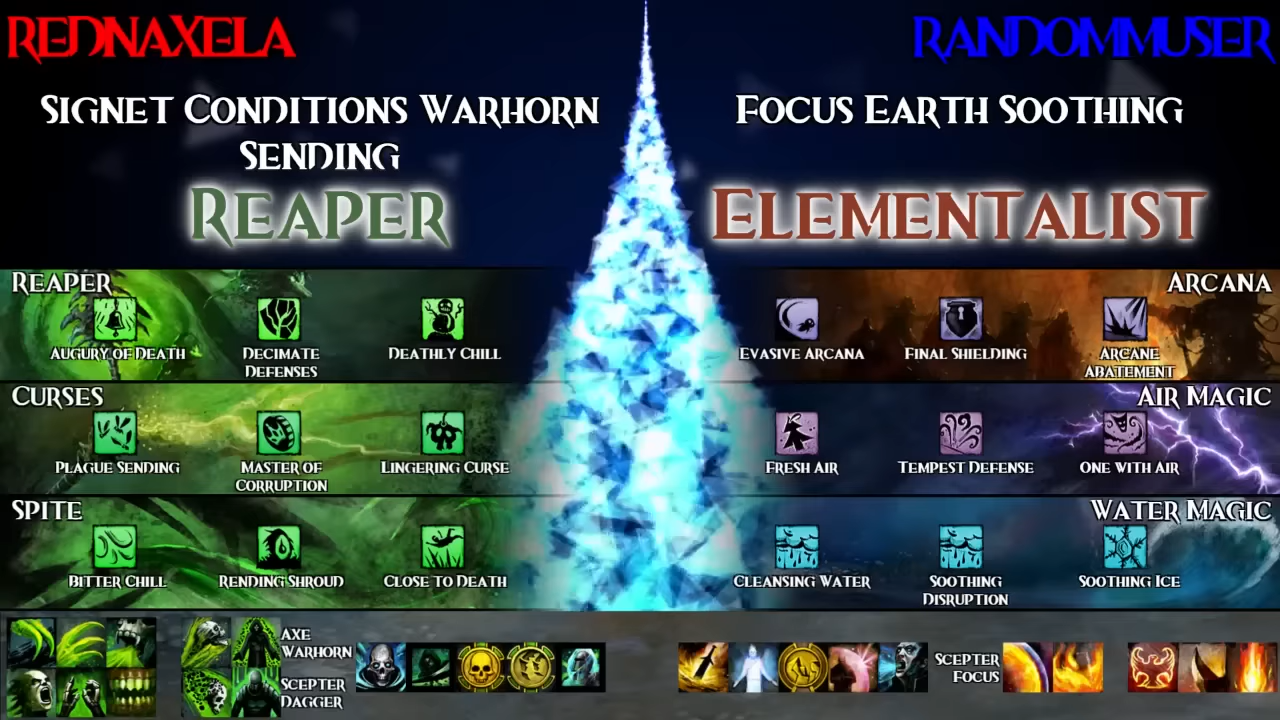 REDNAXELA
RANDOMMUSER
SIGNET CONDITIONS WARHORN
SENDING
REAPER
FOCUS EARTH SOOTHING
ELEMENTALIST
REAPER
AUGURY OF DEATH
DECIMATE
DEFENSES
DEATHLY CHILL
ARCANA
EVASIVE ARCANA
FINAL SHIELDING
ARCANE
ABATEMENT
CURSES
PLAGUE SENDING
MASTER OF
CORRUPTION
LINGERING CURSE
AIR MAGIC
FRESH AIR
TEMPEST DEFENSE
ONE WITH AIR
SPITE
BITTER CHILL
RENDING SHROUD
CLOSE TO DEATH
WATER MAGIC
CLEANSING WATER
SOOTHING
DISRUPTION
SOOTHING ICE
AXE
WARHORN
SCEPTER
DAGGER
SCEPTER
FOCUS